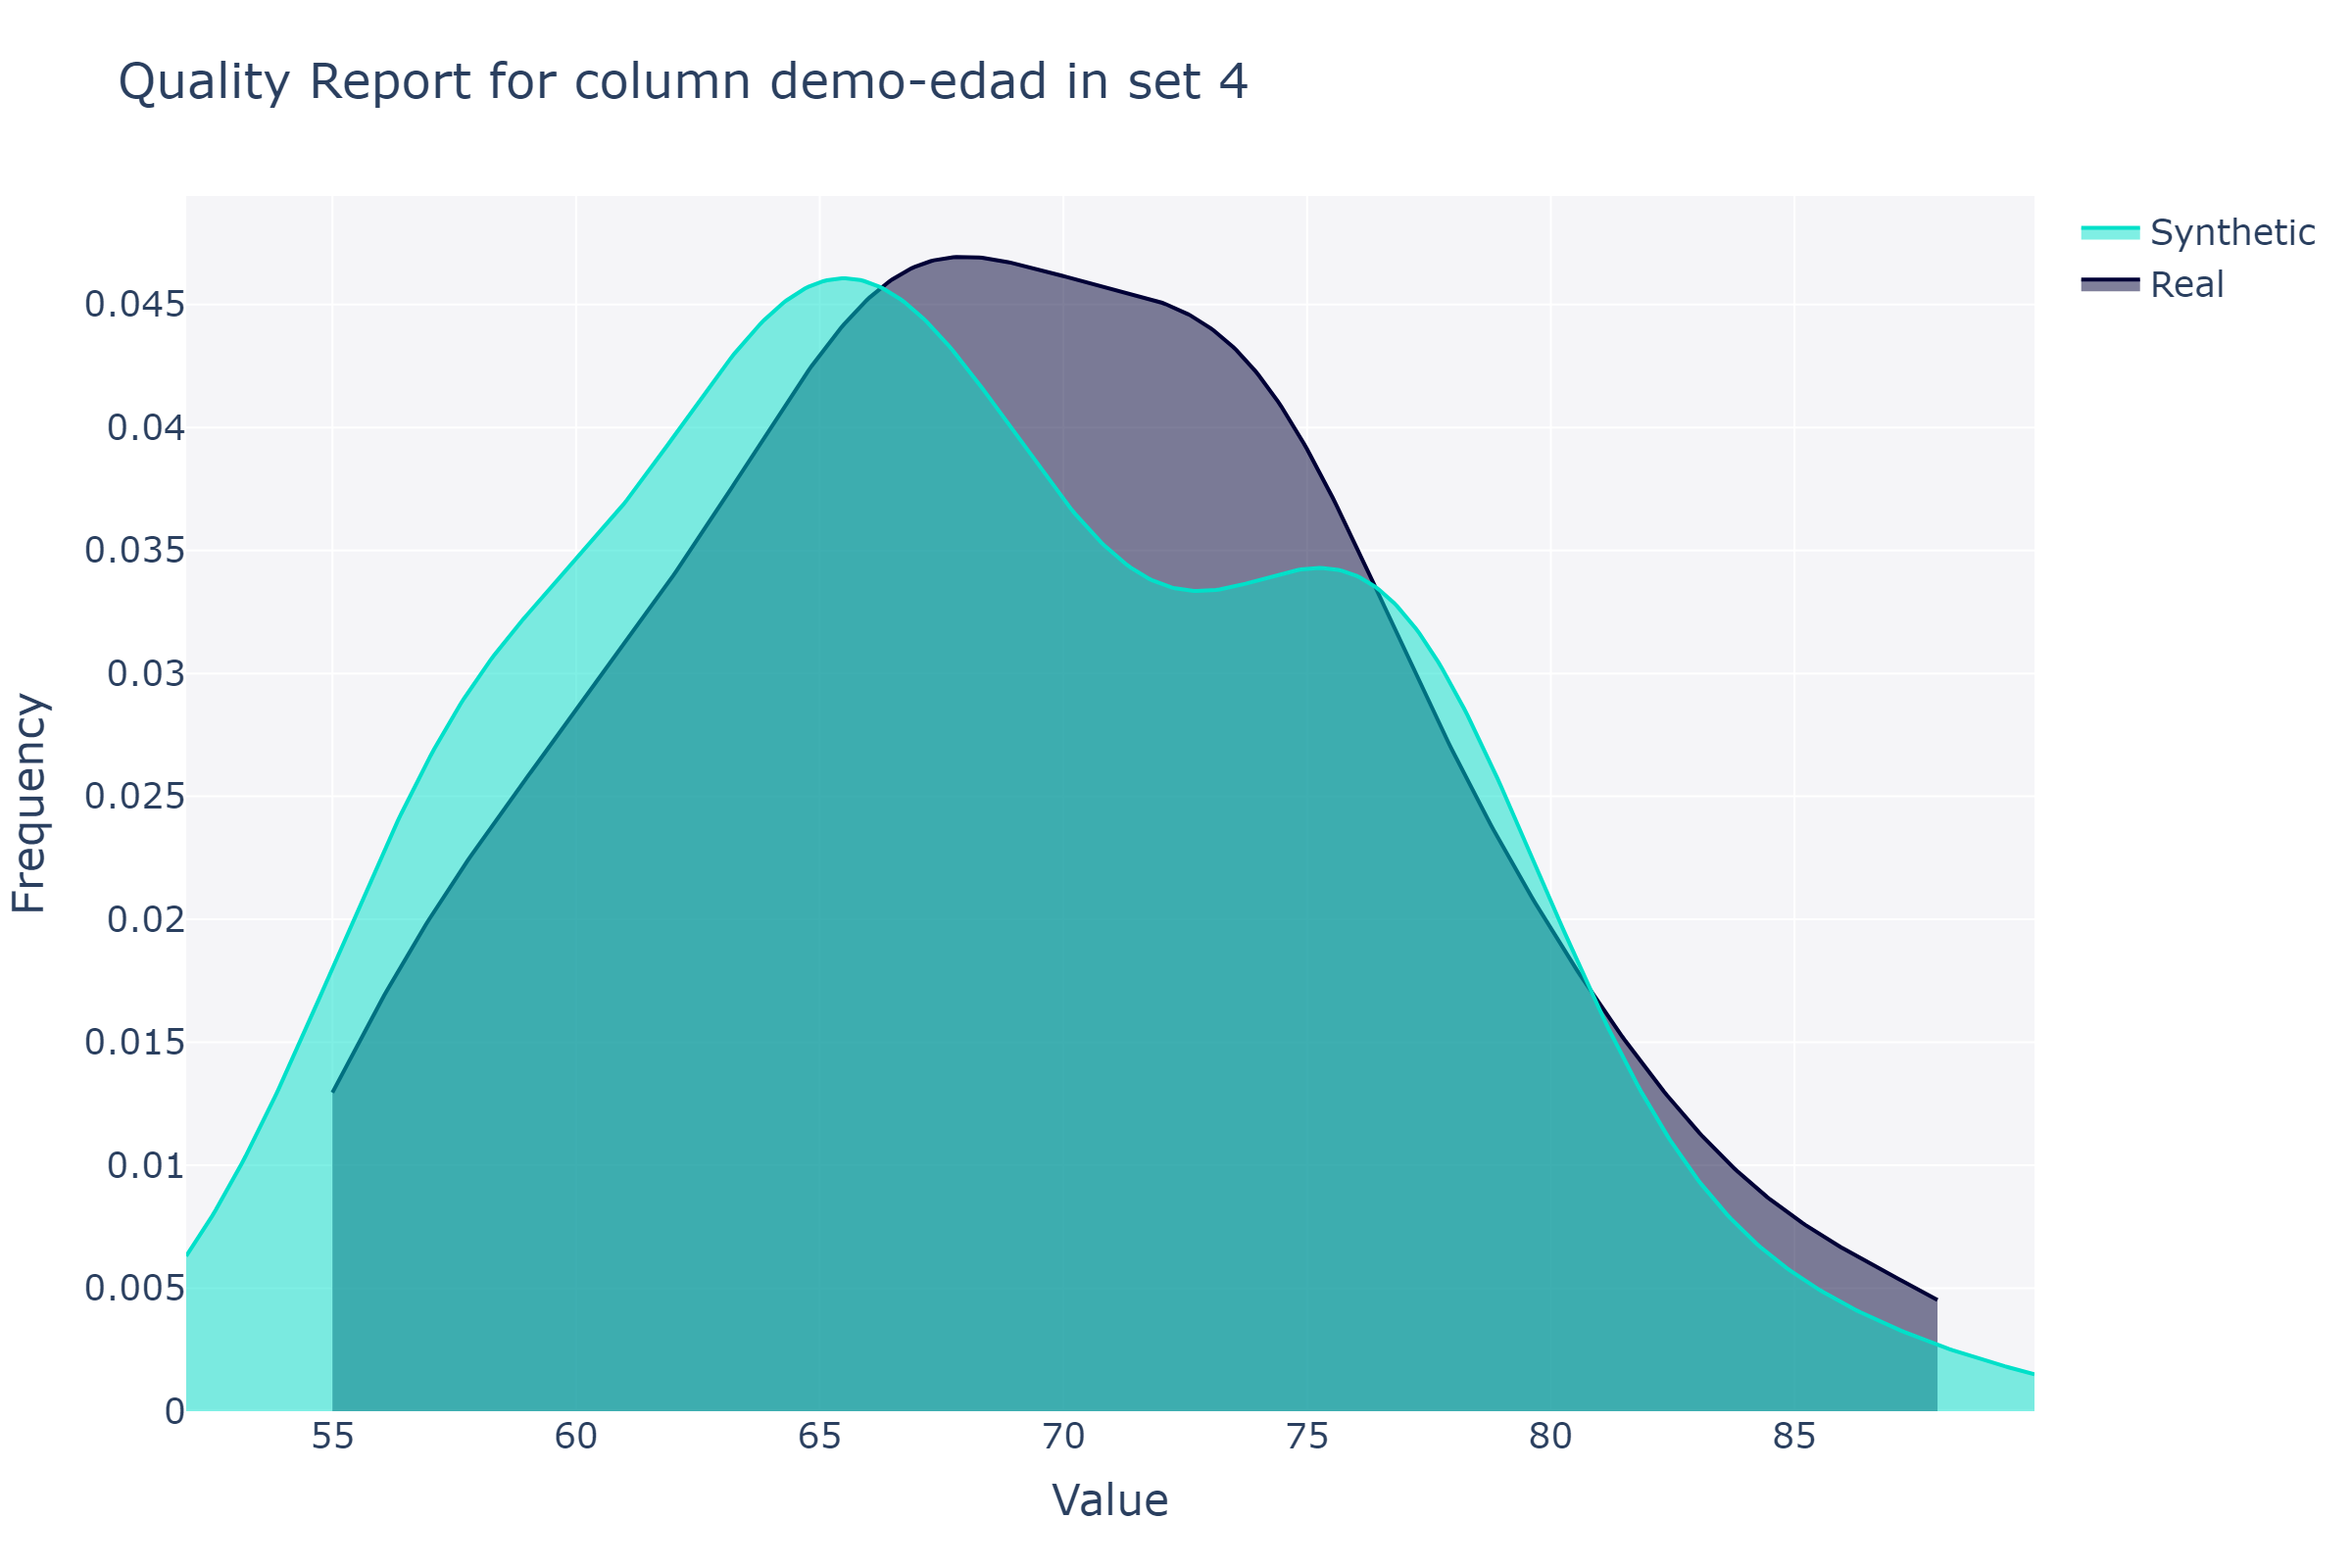 Quality Report for column demo-edad in set 4
Synthetic
Real
0.045
0.04
0.035
0.03
0.025
0.02
0.015
0.01
0.005
0
Frequency
55 60 65 70 75 80 85
Value